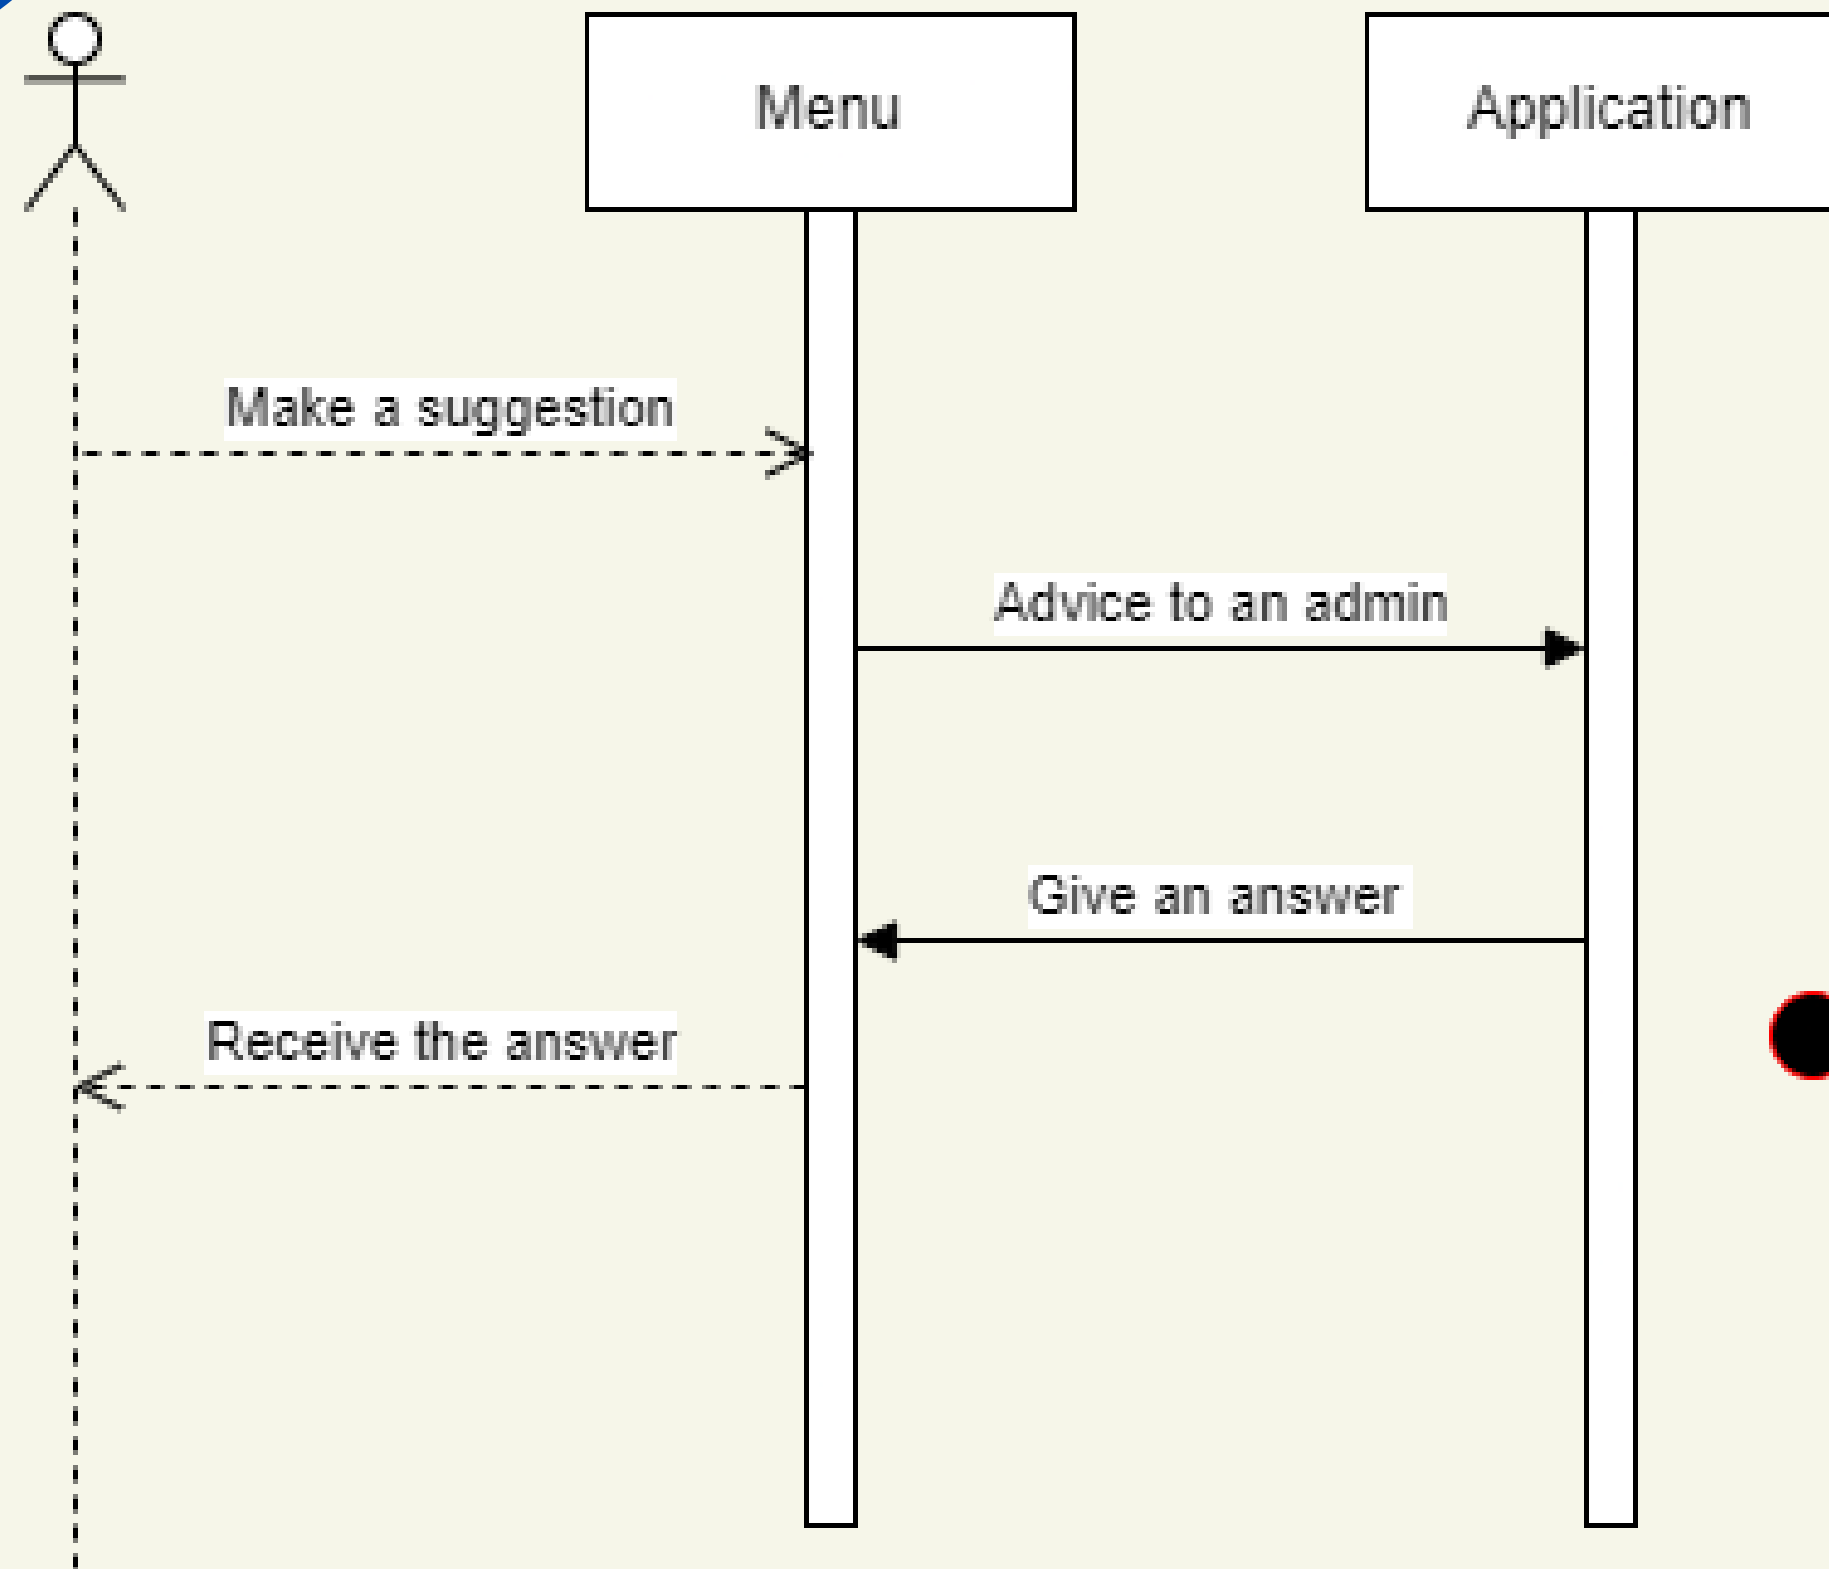 Menu
Application
Make a suggestion
Advice to an admin
Give an answer
Receive the answer